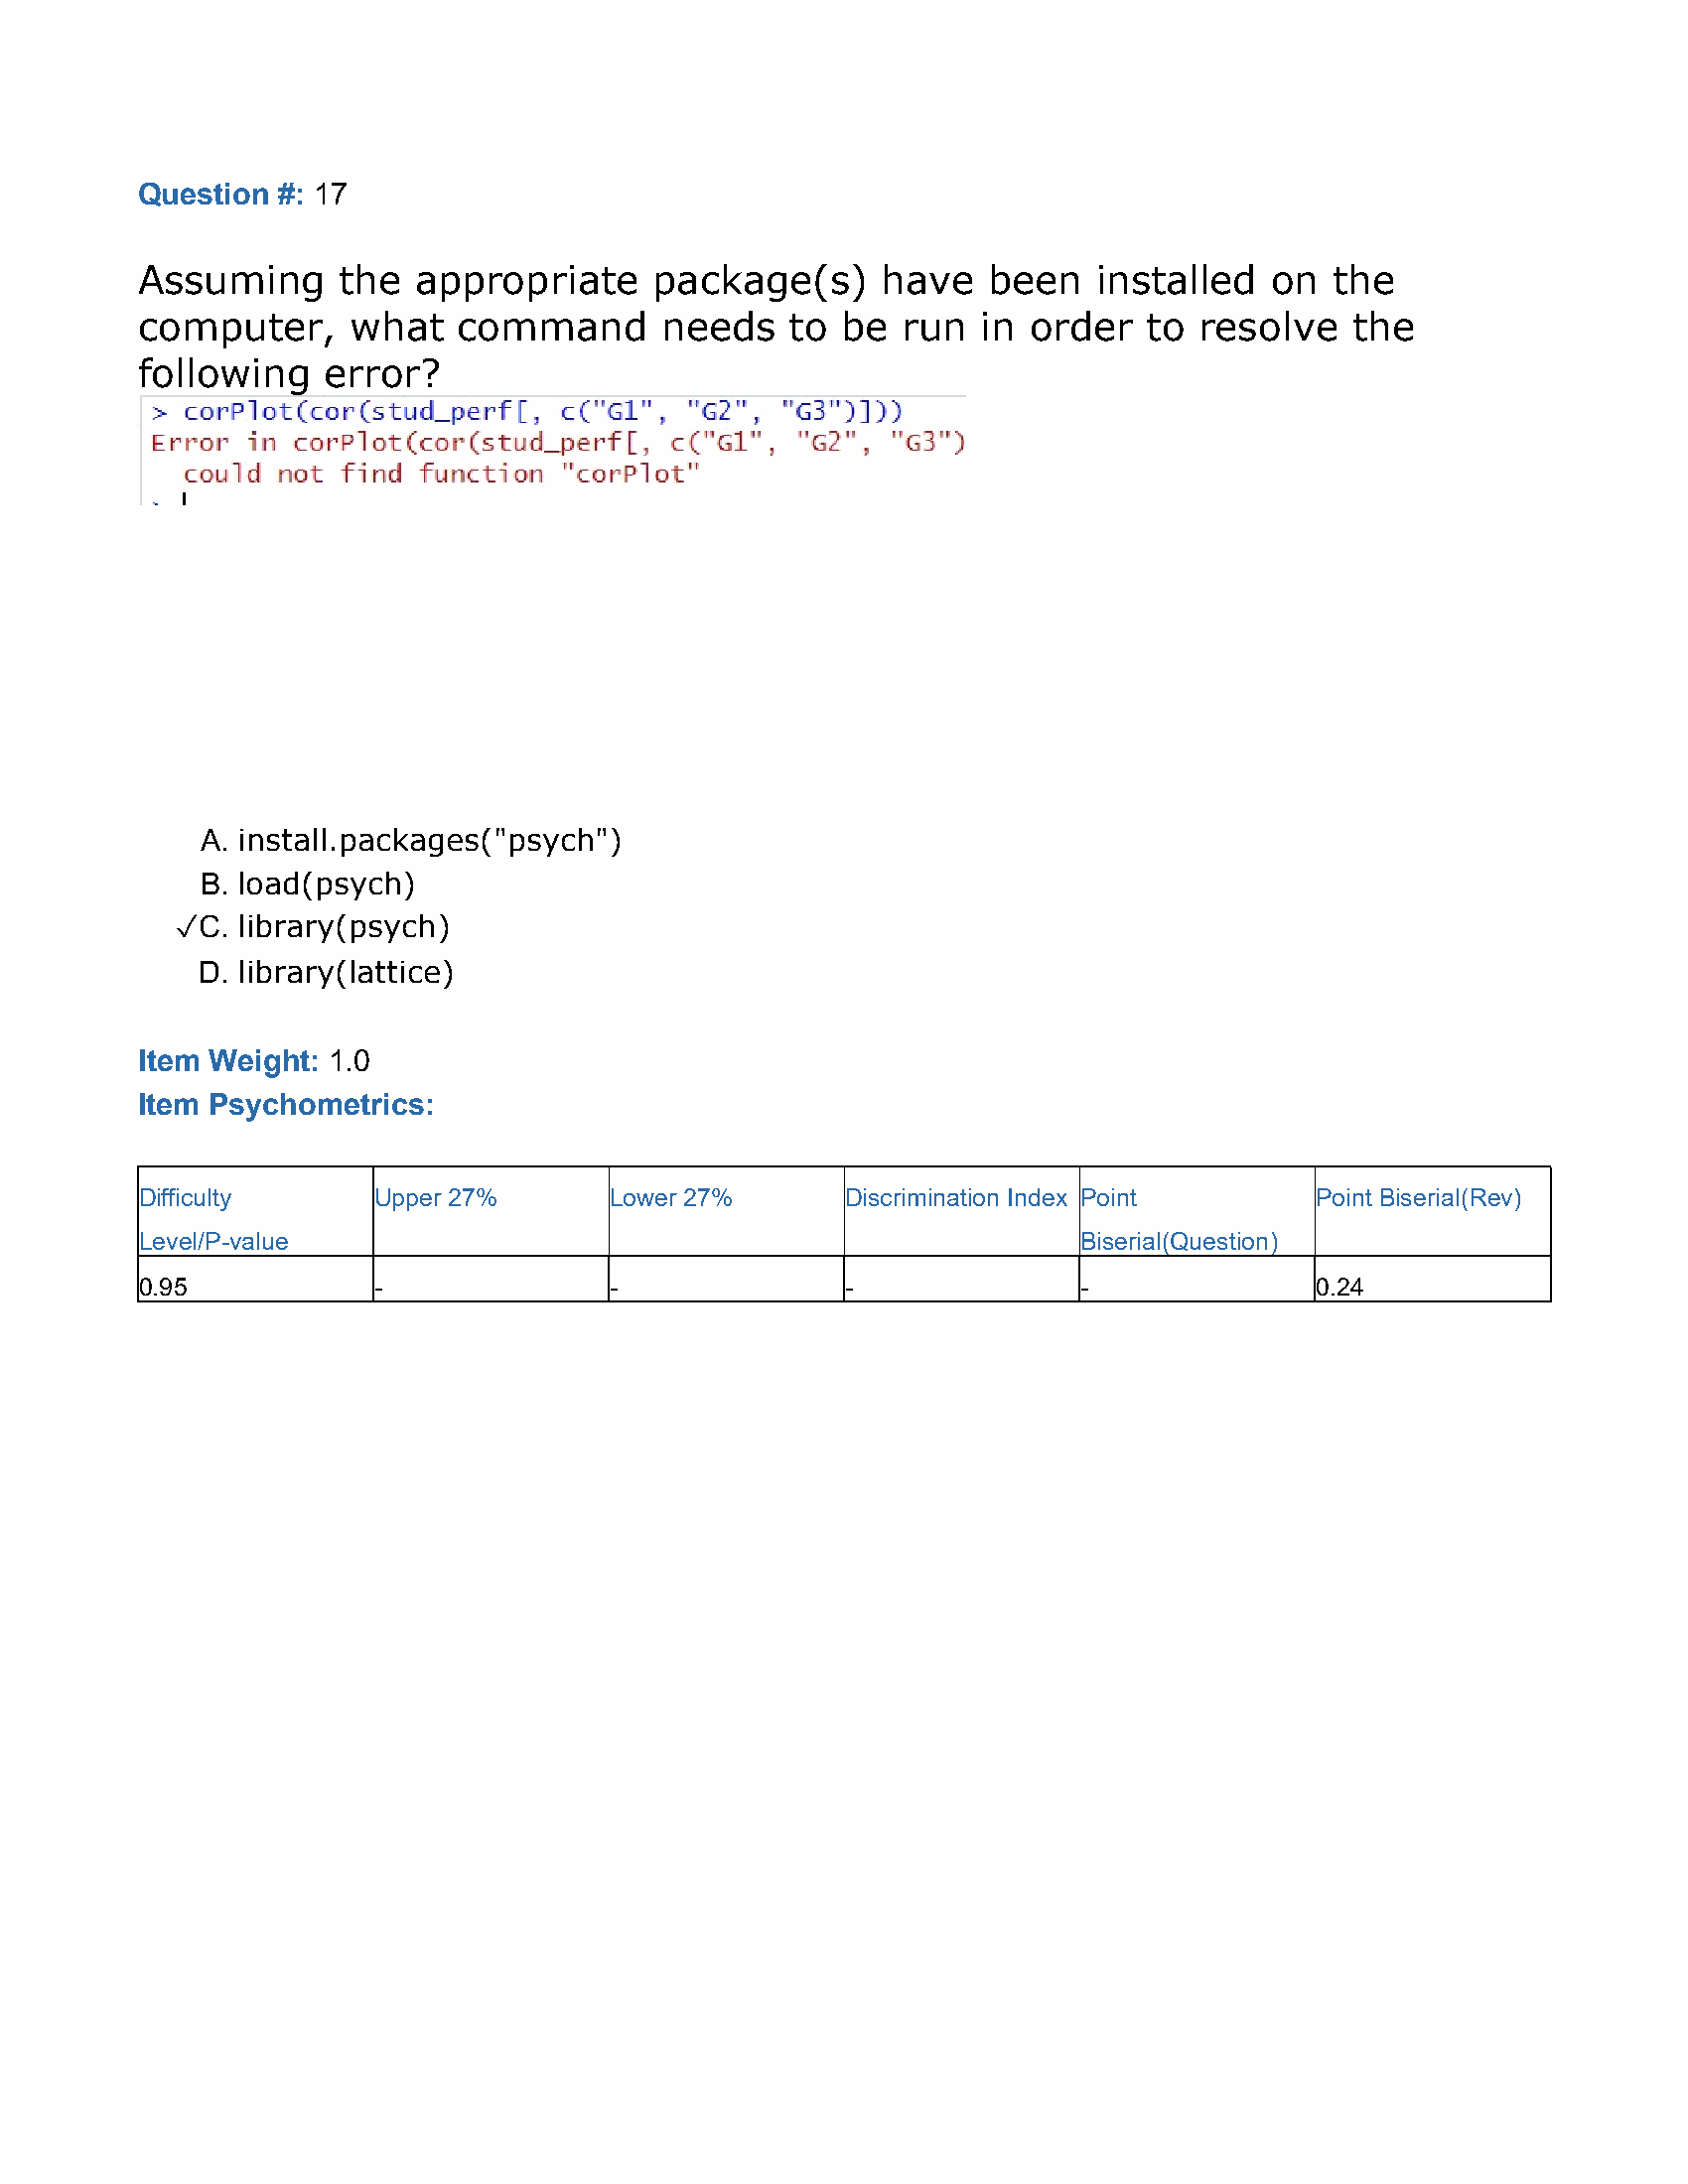 Question #: 17
Assuming the appropriate package(s) have been installed on the
computer, what command needs to be run in order to resolve the
following error?
> corPlot(cor(stud_perf[, c("G1", "G2", "G3")]))
Error in corPlot(cor(stud_perf[, c("G1", "G2", "G3")
could not find function "corPlot"
A. install.packages("psych")
B. load(psych)
✓C. library(psych)
D. library(lattice)
Item Weight: 1.0
Item Psychometrics:
Difficulty Level/P-value Upper 27% Lower 27% Discrimination Index Point Biserial(Question) Point Biserial(Rev)
0.95 - - - - 0.24